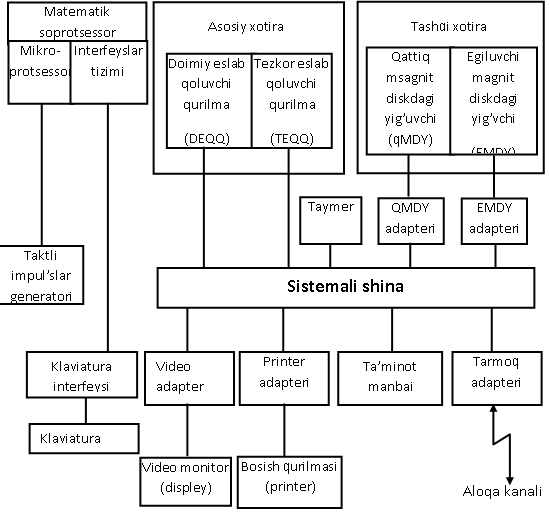 Matematik
soprotsessor
Mikro-
protsessor
Interfeyslar
tizimi
Asosiy xotira
Doimiy eslab
qoluvchi
qurilma
(DEQQ)
Tezkor eslab
qoluvchi
qurilma
(TEQQ)
Tashqi xotira
Qattiq
msagnit
diskdagi
yig’uvchi
(qMDY)
Egiluvchi
magnit
diskdagi
yig’vchi
(EMDY)
Taymer
QMDY
adapteri
EMDY
adapteri
Taktli
impul’slar
generatori
Sistemali shina
Klaviatura
interfeysi
Video
adapter
Printer
adapteri
Ta’minot
manbai
Tarmoq
adapteri
Klaviatura
Video monitor
(display)
Bosish qurilmasi
(printer)
Aloqa kanali